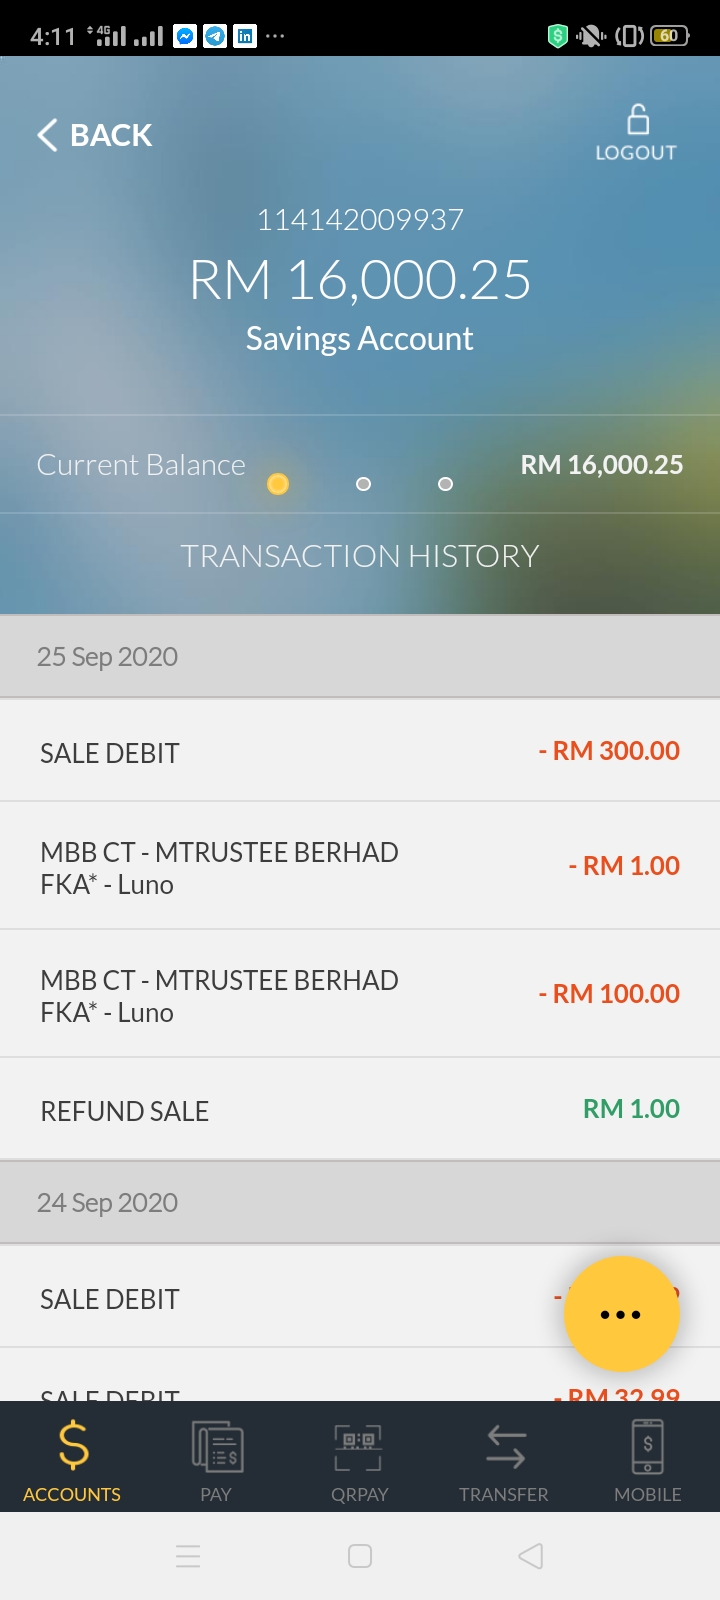 4:11
4G
60
BACK
LOGOUT
114142009937
RM 16,000.25
Savings Account
Current Balance
RM 16,000.25
TRANSACTION HISTORY
25 Sep 2020
SALE DEBIT
- RM 300.00
MBB CT - MTRUSTEE BERHAD
FKA* - Luno
- RM 1.00
MBB CT - MTRUSTEE BERHAD
FKA* - Luno
- RM 100.00
REFUND SALE
RM 1.00
24 Sep 2020
SALE DEBIT
SALE DEBIT
- RM 32.99
ACCOUNTS
PAY
QRPAY
TRANSFER
MOBILE